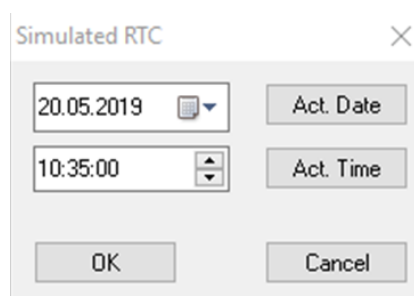 Simulated RTC
20.05.2019 Act. Date
10:35:00 Act. Time
OK Cancel